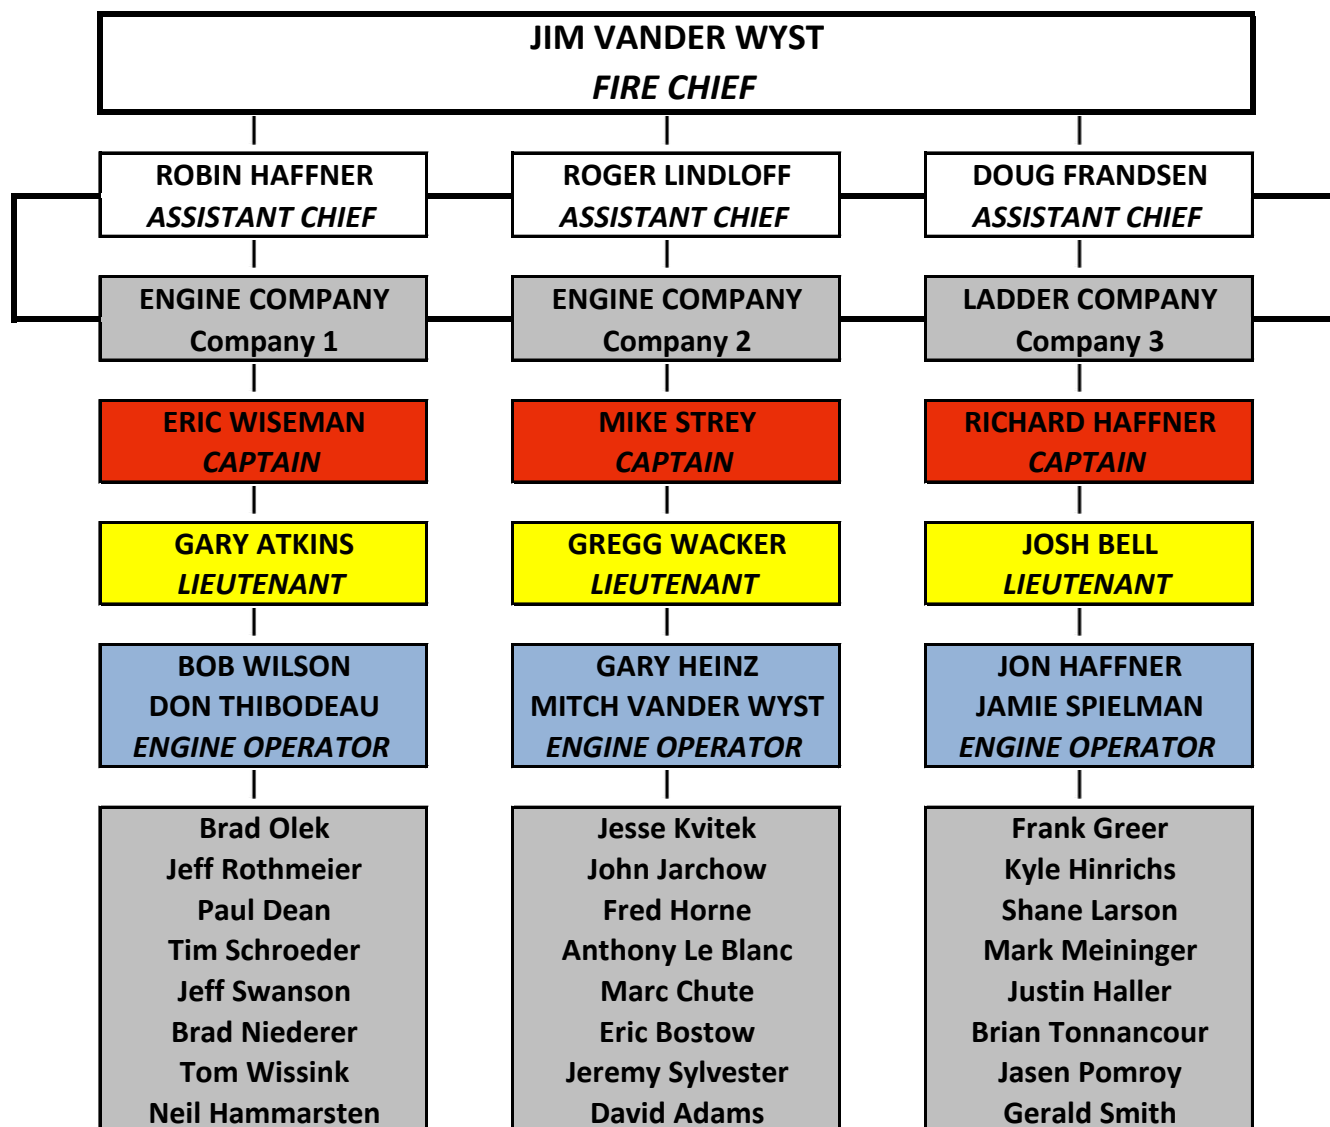 JIM VANDER WYST
FIRE CHIEF
ROBIN HAFFNER
ASSISTANT CHIEF
ROGER LINDLOFF
ASSISTANT CHIEF
DOUG FRANDSEN
ASSISTANT CHIEF
ENGINE COMPANY
Company 1
ENGINE COMPANY
Company 2
LADDER COMPANY
Company 3
ERIC WISEMAN
CAPTAIN
MIKE STREY
CAPTAIN
RICHARD HAFFNER
CAPTAIN
GARY ATKINS
LIEUTENANT
GREGG WACKER
LIEUTENANT
JOSH BELL
LIEUTENANT
BOB WILSON
DON THIBODEAU
ENGINE OPERATOR
GARY HEINZ
MITCH VANDER WYST
ENGINE OPERATOR
JON HAFFNER
JAMIE SPIELMAN
ENGINE OPERATOR
Brad Olek
Jeff Rothmeier
Paul Dean
Tim Schroeder
Jeff Swanson
Brad Niederer
Tom Wissink
Neil Hammarsten
Jesse Kvitek
John Jarchow
Fred Horne
Anthony Le Blanc
Marc Chute
Eric Bostow
Jeremy Sylvester
David Adams
Frank Greer
Kyle Hinrichs
Shane Larson
Mark Meininger
Justin Haller
Brian Tonnancour
Jasen Pomroy
Gerald Smith